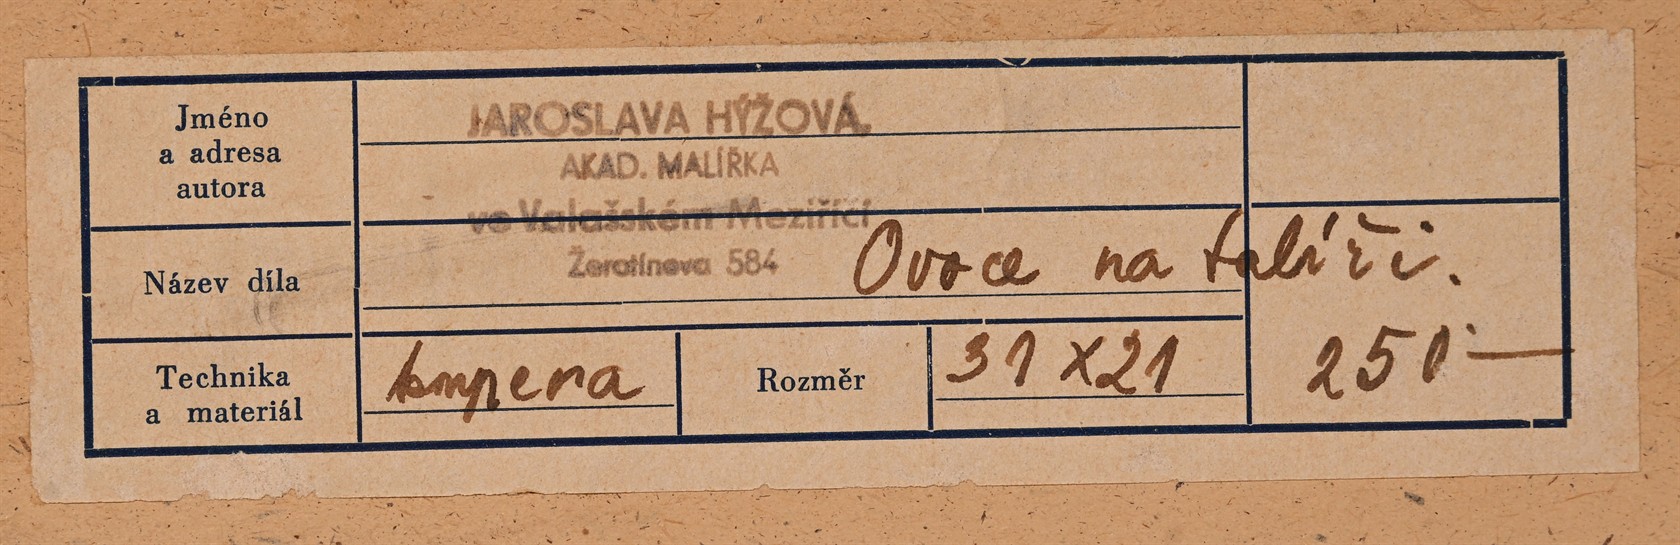 Jméno
a adresa
autora
JAROSLAVA HÝŽOVÁ,
AKAD. MALÍŘKA
ve Valašském Meziříčí
Žerotínova 584
Název díla
Ovoce na talíři.
Technika
a materiál
tempera
Rozměr
31 x 21
250 —